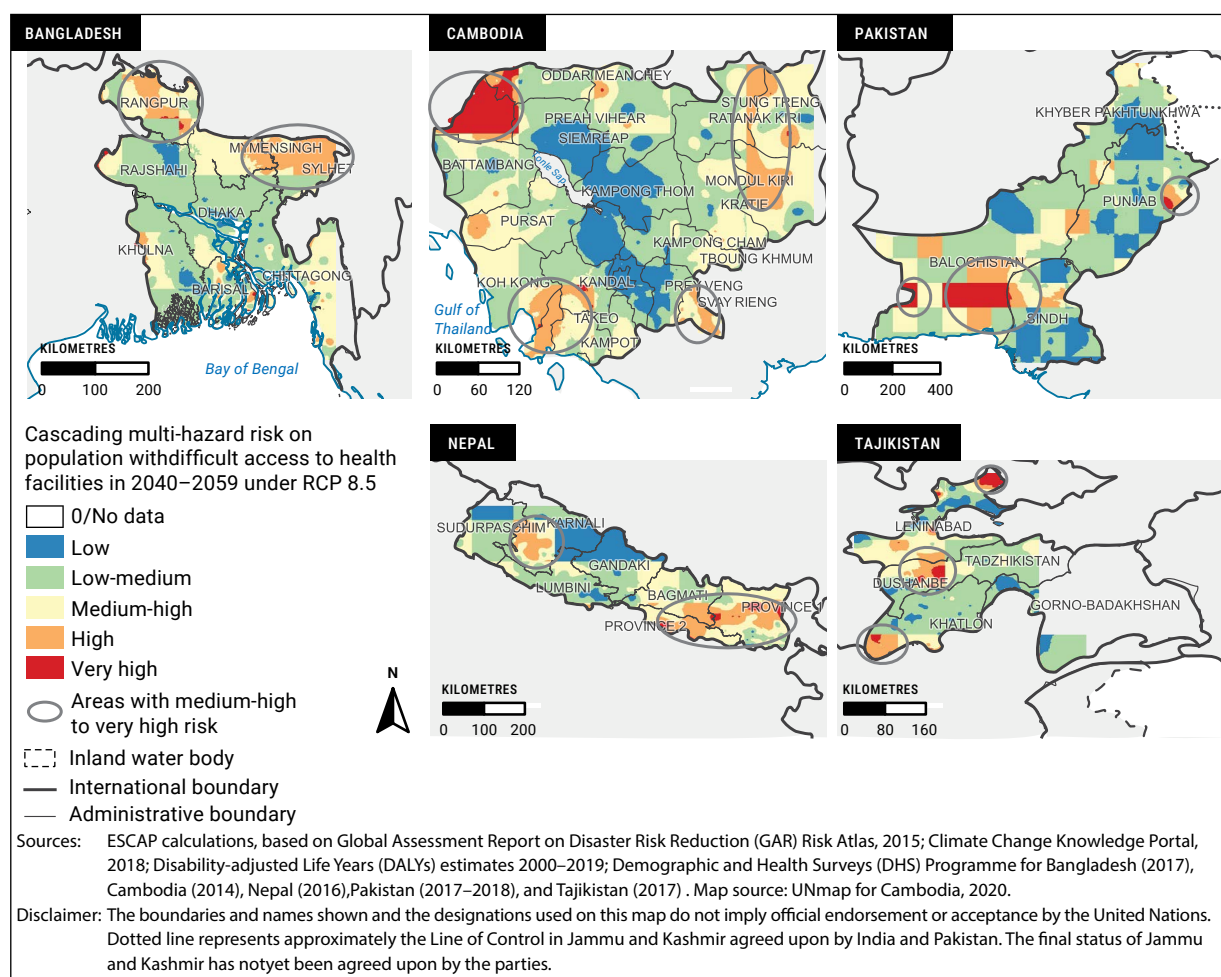 BANGLADESH
RANGPUR
MYMENSINGH
SYLHET
RAJSHAHI
DHAKA
KHULNA
CHITTAGONG
BARISAL
KILOMETRES
0 100 200
Bay of Bengal
CAMBODIA
ODDAR MEANCHEY
STUNG TRENG
RATANAK KIRI
PREAH VIHEAR
SIEMREAP
BATTAMBANG
onle Sap
KAMPONG THOM
MONDUL KIRI
KRATIE
PURSAT
KAMPONG CHAM
TBOUNG KHMUM
KOH KONG
KANDAL
PREY VENG
SVAY RIENG
Gulf of
Thailand
TAKEO
KAMPOT
KILOMETRES
0 60 120
PAKISTAN
KHYBER PAKHTUNKHWA
PUNJAB
BALOCHISTAN
SINDH
KILOMETRES
0 200 400
Cascading multi-hazard risk on
population withdifficult access to health
facilities in 2040–2059 under RCP 8.5
0/No data
Low
Low-medium
Medium-high
High
Very high
Areas with medium-high
to very high risk
Inland water body
International boundary
Administrative boundary
N
NEPAL
SUDURPASCHIM
KARNALI
GANDAKI
LUMBINI
BAGMATI
PROVINCE 1
PROVINCE 2
KILOMETRES
0 100 200
TAJIKISTAN
LENINABAD
TADZHIKISTAN
DUSHANBE
GORNO-BADAKHSHAN
KHATLON
KILOMETRES
0 80 160
Sources: ESCAP calculations, based on Global Assessment Report on Disaster Risk Reduction (GAR) Risk Atlas, 2015; Climate Change Knowledge Portal,
2018; Disability-adjusted Life Years (DALYs) estimates 2000–2019; Demographic and Health Surveys (DHS) Programme for Bangladesh (2017),
Cambodia (2014), Nepal (2016),Pakistan (2017–2018), and Tajikistan (2017) . Map source: UNmap for Cambodia, 2020.
Disclaimer: The boundaries and names shown and the designations used on this map do not imply official endorsement or acceptance by the United Nations.
Dotted line represents approximately the Line of Control in Jammu and Kashmir agreed upon by India and Pakistan. The final status of Jammu
and Kashmir has notyet been agreed upon by the parties.